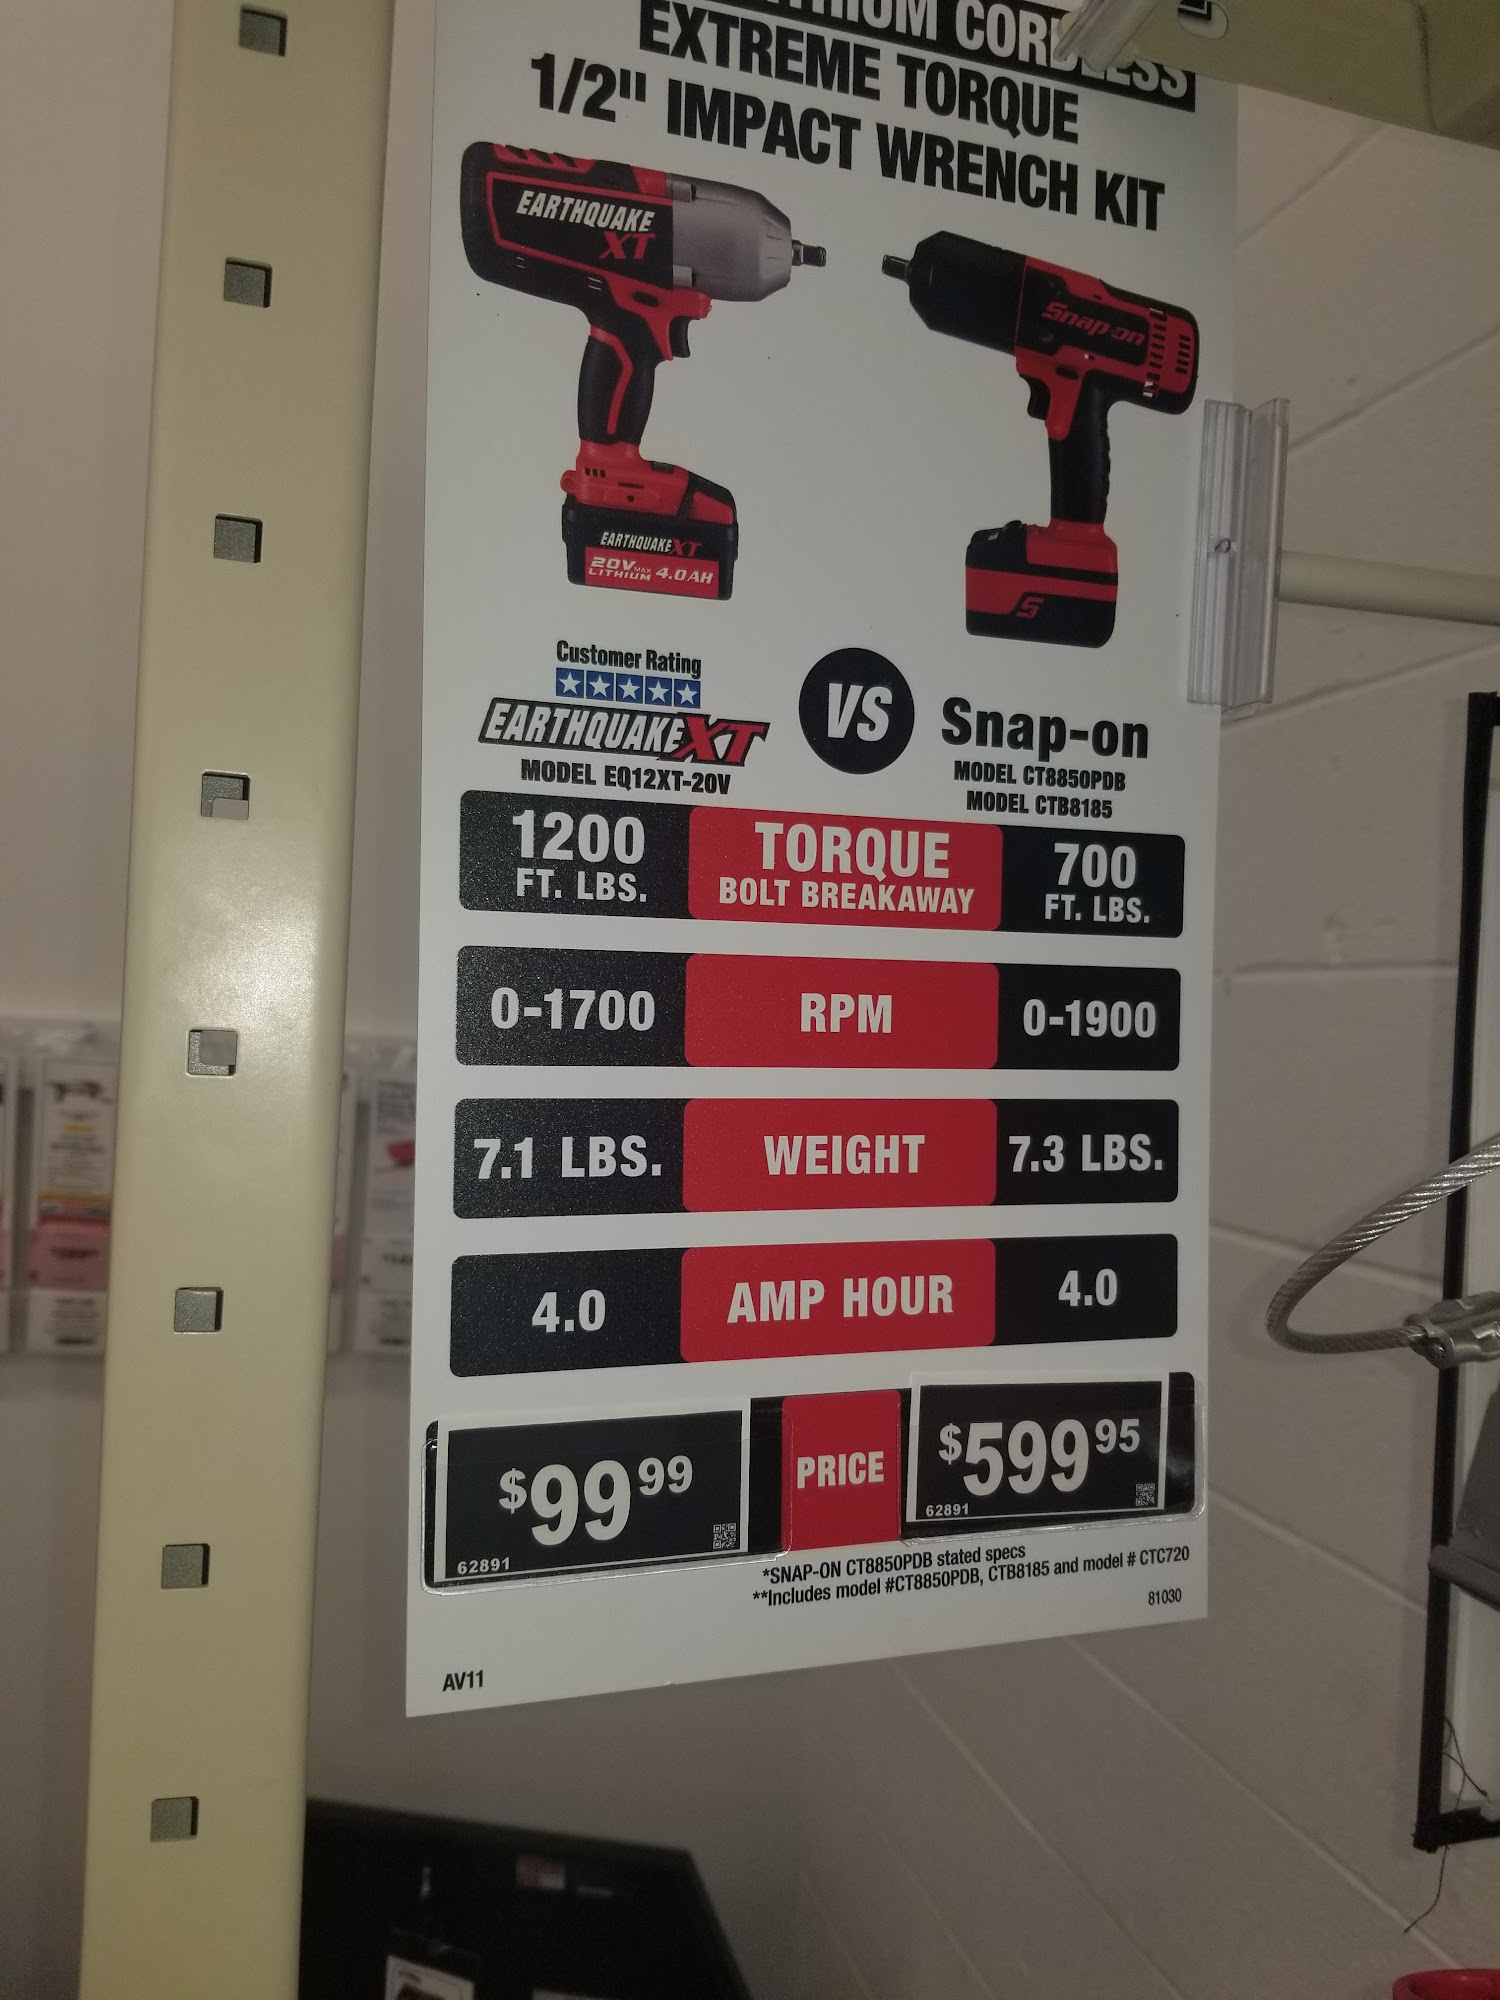 CORDLESS
EXTREME TORQUE
1/2" IMPACT WRENCH KIT
EARTHQUAKE
XT
Snap-on
EARTHQUAKE XT
20V MAX
LITHIUM 4.0AH
S
Customer Rating
EARTHQUAKE XT
MODEL EQ12XT-20V
VS
Snap-on
MODEL CT8850PDB
MODEL CTB8185
1200 FT. LBS.
TORQUE
BOLT BREAKAWAY
700 FT. LBS.
0-1700 RPM 0-1900
7.1 LBS. WEIGHT 7.3 LBS.
4.0 AMP HOUR 4.0
$99 99 PRICE $599 95
62891
62891
*SNAP-ON CT8850PDB stated specs
**Includes model #CT8850PDB, CTB8185 and model # CTC720
81030
AV11